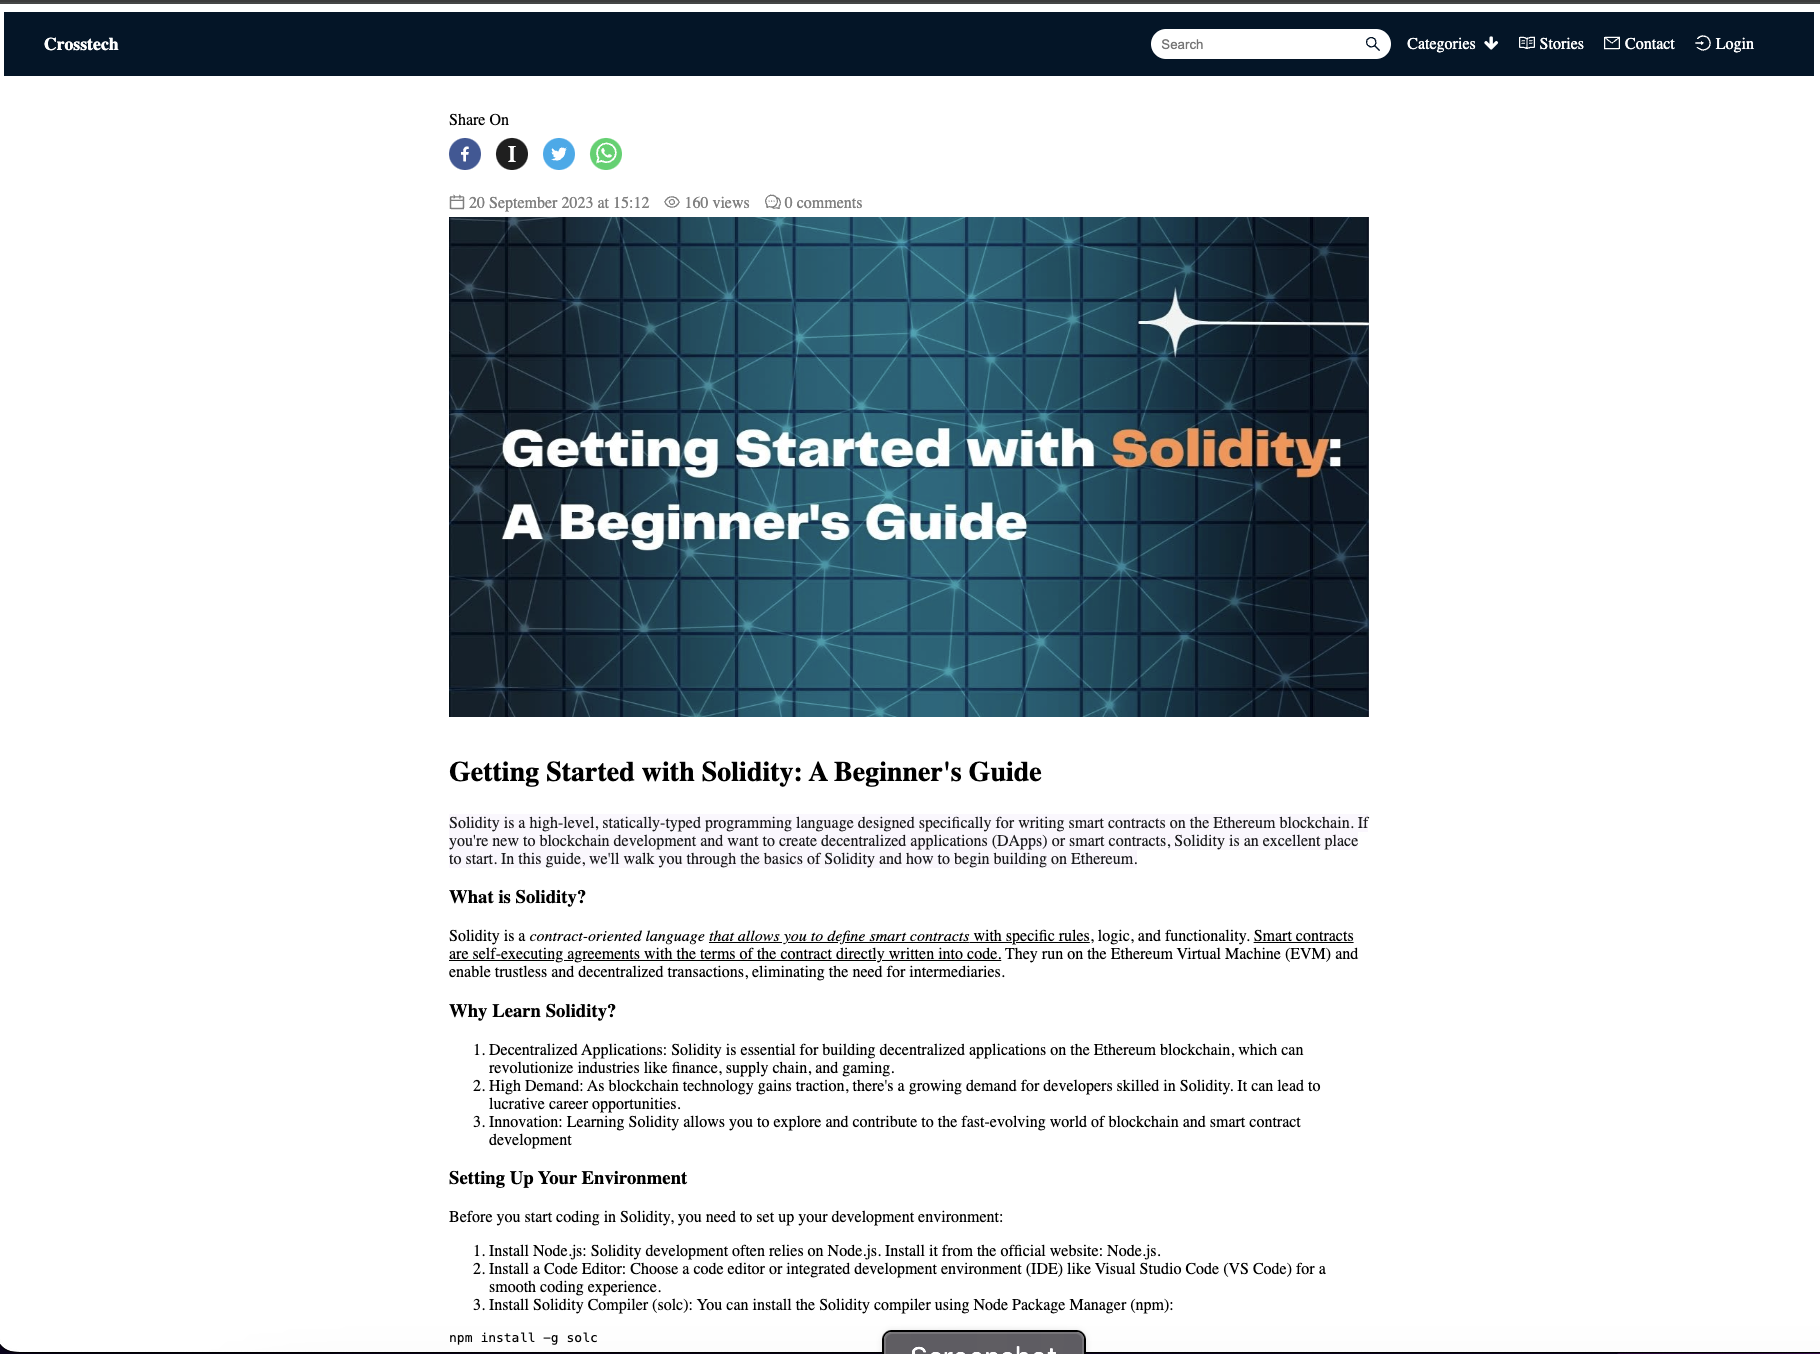 Crosstech
Search
Categories
Stories
Contact
Login
Share On
20 September 2023 at 15:12 160 views 0 comments
Getting Started with Solidity:
A Beginner's Guide
Getting Started with Solidity: A Beginner's Guide
Solidity is a high-level, statically-typed programming language designed specifically for writing smart contracts on the Ethereum blockchain. If
you're new to blockchain development and want to create decentralized applications (DApps) or smart contracts, Solidity is an excellent place
to start. In this guide, we'll walk you through the basics of Solidity and how to begin building on Ethereum.
What is Solidity?
Solidity is a contract-oriented language that allows you to define smart contracts with specific rules, logic, and functionality. Smart contracts
are self-executing agreements with the terms of the contract directly written into code. They run on the Ethereum Virtual Machine (EVM) and
enable trustless and decentralized transactions, eliminating the need for intermediaries.
Why Learn Solidity?
1. Decentralized Applications: Solidity is essential for building decentralized applications on the Ethereum blockchain, which can
revolutionize industries like finance, supply chain, and gaming.
2. High Demand: As blockchain technology gains traction, there's a growing demand for developers skilled in Solidity. It can lead to
lucrative career opportunities.
3. Innovation: Learning Solidity allows you to explore and contribute to the fast-evolving world of blockchain and smart contract
development
Setting Up Your Environment
Before you start coding in Solidity, you need to set up your development environment:
1. Install Node.js: Solidity development often relies on Node.js. Install it from the official website: Node.js.
2. Install a Code Editor: Choose a code editor or integrated development environment (IDE) like Visual Studio Code (VS Code) for a
smooth coding experience.
3. Install Solidity Compiler (solc): You can install the Solidity compiler using Node Package Manager (npm):
npm install -g solc
Screenshot